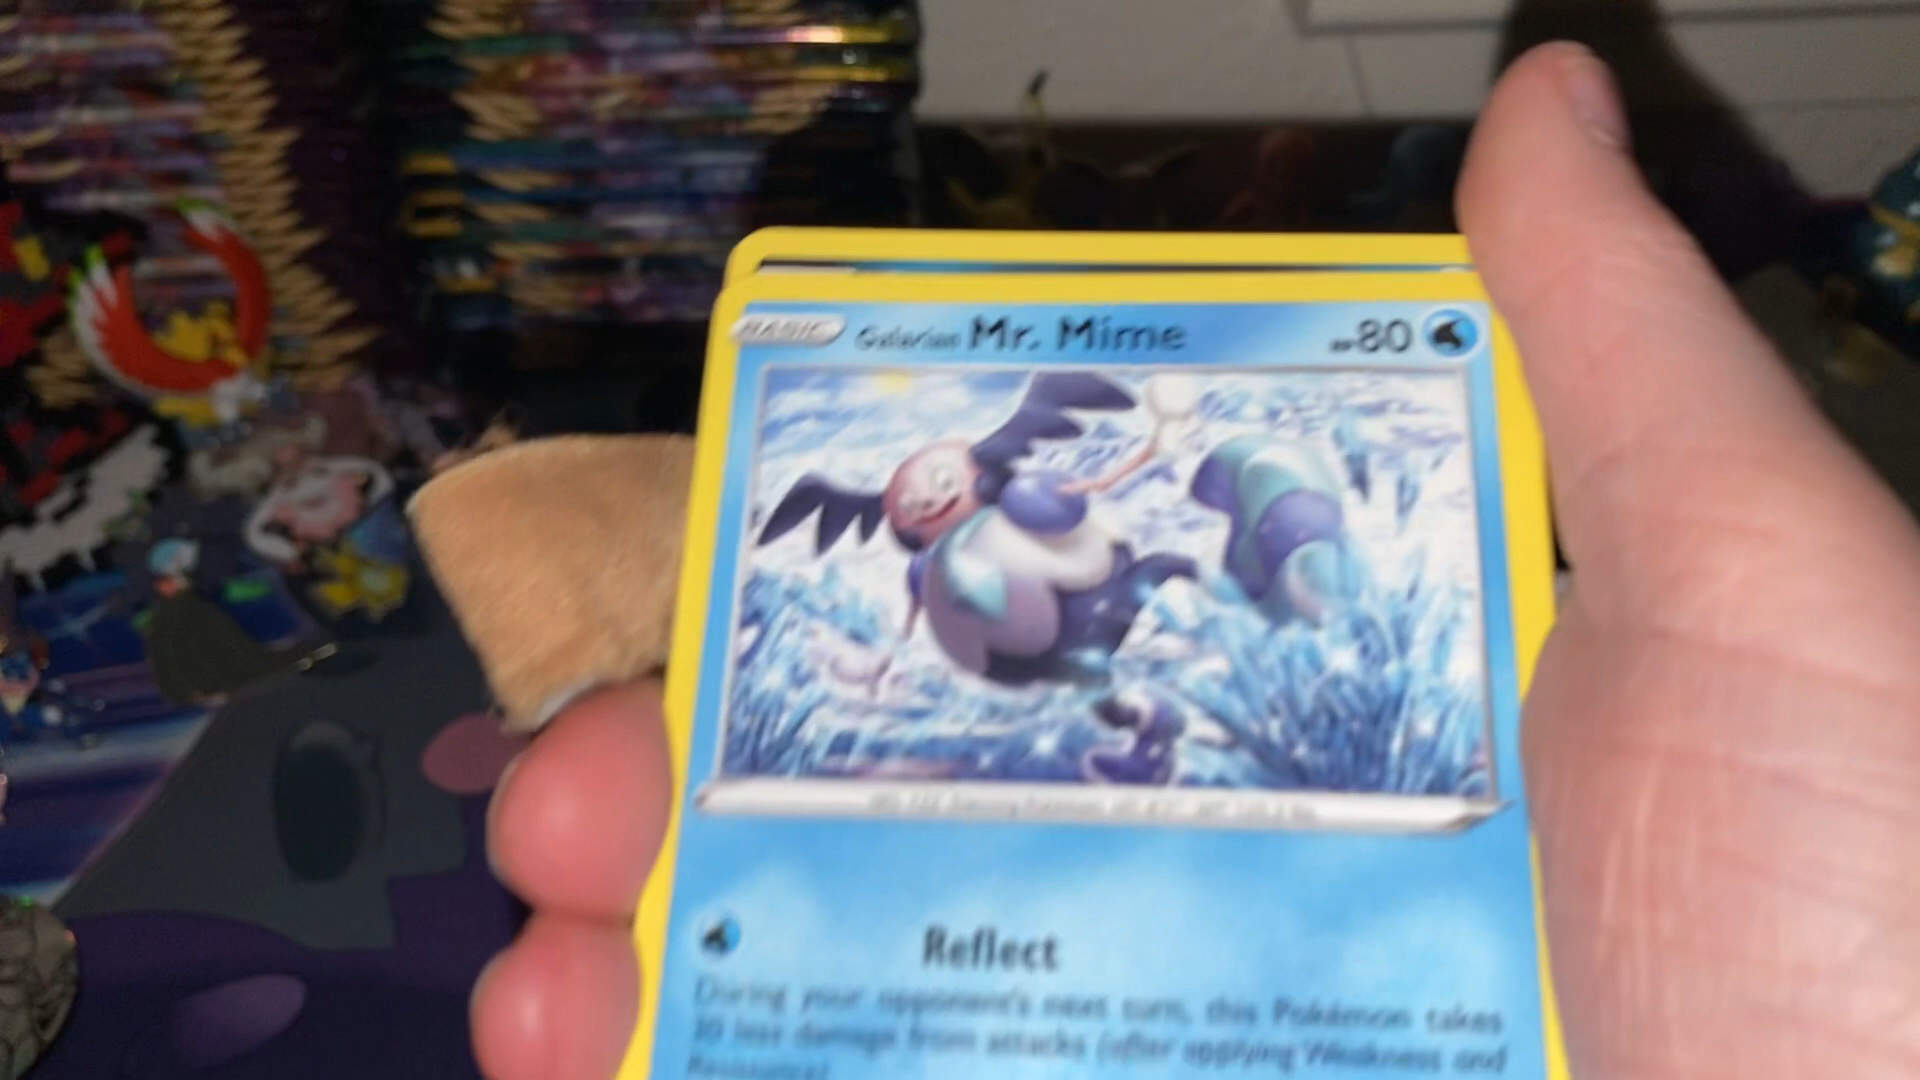 BASIC Galarian Mr. Mime HP 80
Reflect
During your opponent's next turn, this Pokémon takes
30 less damage from attacks (after applying Weakness and
Resistance).